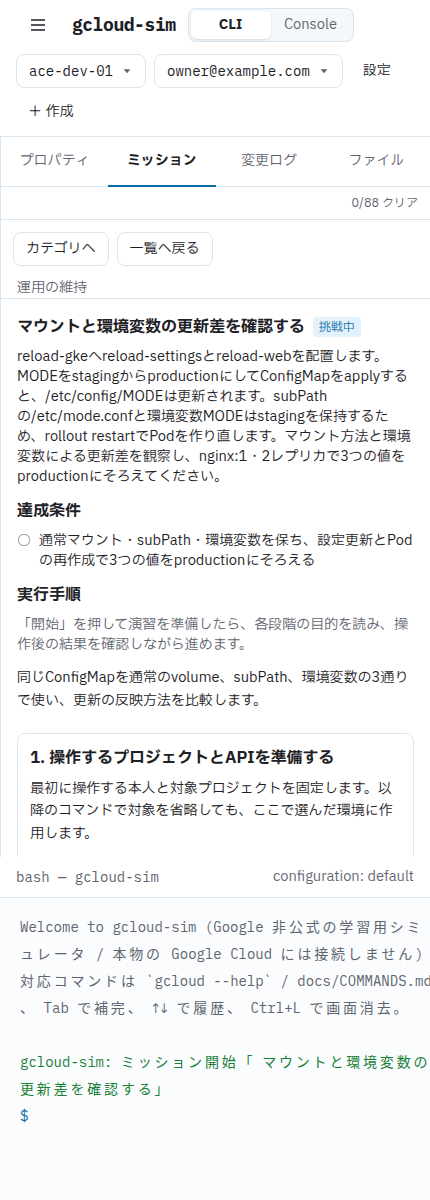 gcloud-sim CLI Console
ace-dev-01 owner@example.com 設定
＋ 作成
プロパティ ミッション 変更ログ ファイル
0/88 クリア
カテゴリへ 一覧へ戻る
運用の維持
マウントと環境変数の更新差を確認する 挑戦中
reload-gkeへreload-settingsとreload-webを配置します。
MODEをstagingからproductionにしてConfigMapをapplyする
と、/etc/config/MODEは更新されます。subPath
の/etc/mode.confと環境変数MODEはstagingを保持するた
め、rollout restartでPodを作り直します。マウント方法と環境
変数による更新差を観察し、nginx:1・2レプリカで3つの値を
productionにそろえてください。
達成条件
通常マウント・subPath・環境変数を保ち、設定更新とPod
の再作成で3つの値をproductionにそろえる
実行手順
「開始」を押して演習を準備したら、各段階の目的を読み、操
作後の結果を確認しながら進めます。
同じConfigMapを通常のvolume、subPath、環境変数の3通り
で使い、更新の反映方法を比較します。
1. 操作するプロジェクトとAPIを準備する
最初に操作する本人と対象プロジェクトを固定します。以
降のコマンドで対象を省略しても、ここで選んだ環境に作
用します。
bash — gcloud-sim configuration: default
Welcome to gcloud-sim (Google 非公式の学習用シミ
ュレータ / 本物の Google Cloud には接続しません)
対応コマンドは `gcloud --help` / docs/COMMANDS.md
、 Tab で補完、 ↑↓ で履歴、 Ctrl+L で画面消去。
gcloud-sim: ミッション開始「 マウントと環境変数の
更新差を確認する」
$